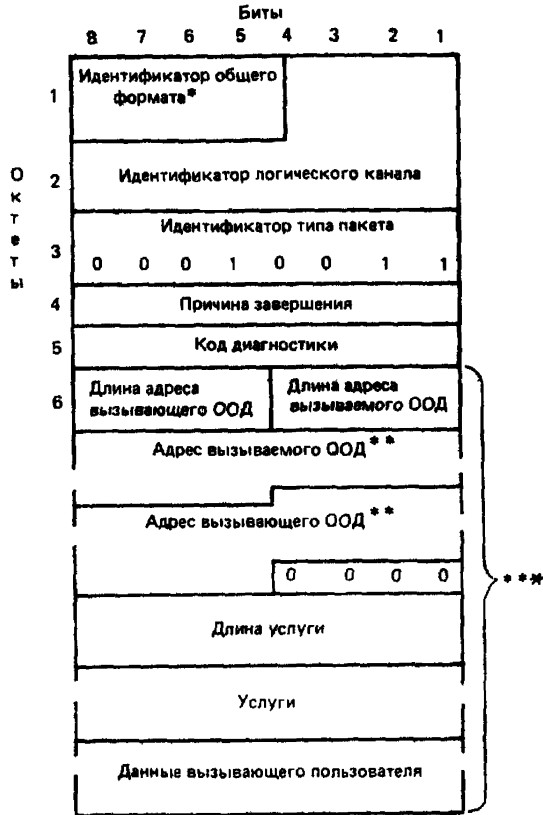 Биты
8 7 6 5 4 3 2 1
Идентификатор общего
формата*
1
Октеты
2 Идентификатор логического канала
Идентификатор типа пакета
3
0 0 0 1 0 0 1 1
4 Причина завершения
5 Код диагностики
6 Длина адреса вызывающего ООД Длина адреса вызываемого ООД
Адрес вызываемого ООД**
Адрес вызывающего ООД**
0 0 0 0
***
Длина услуги
Услуги
Данные вызывающего пользователя